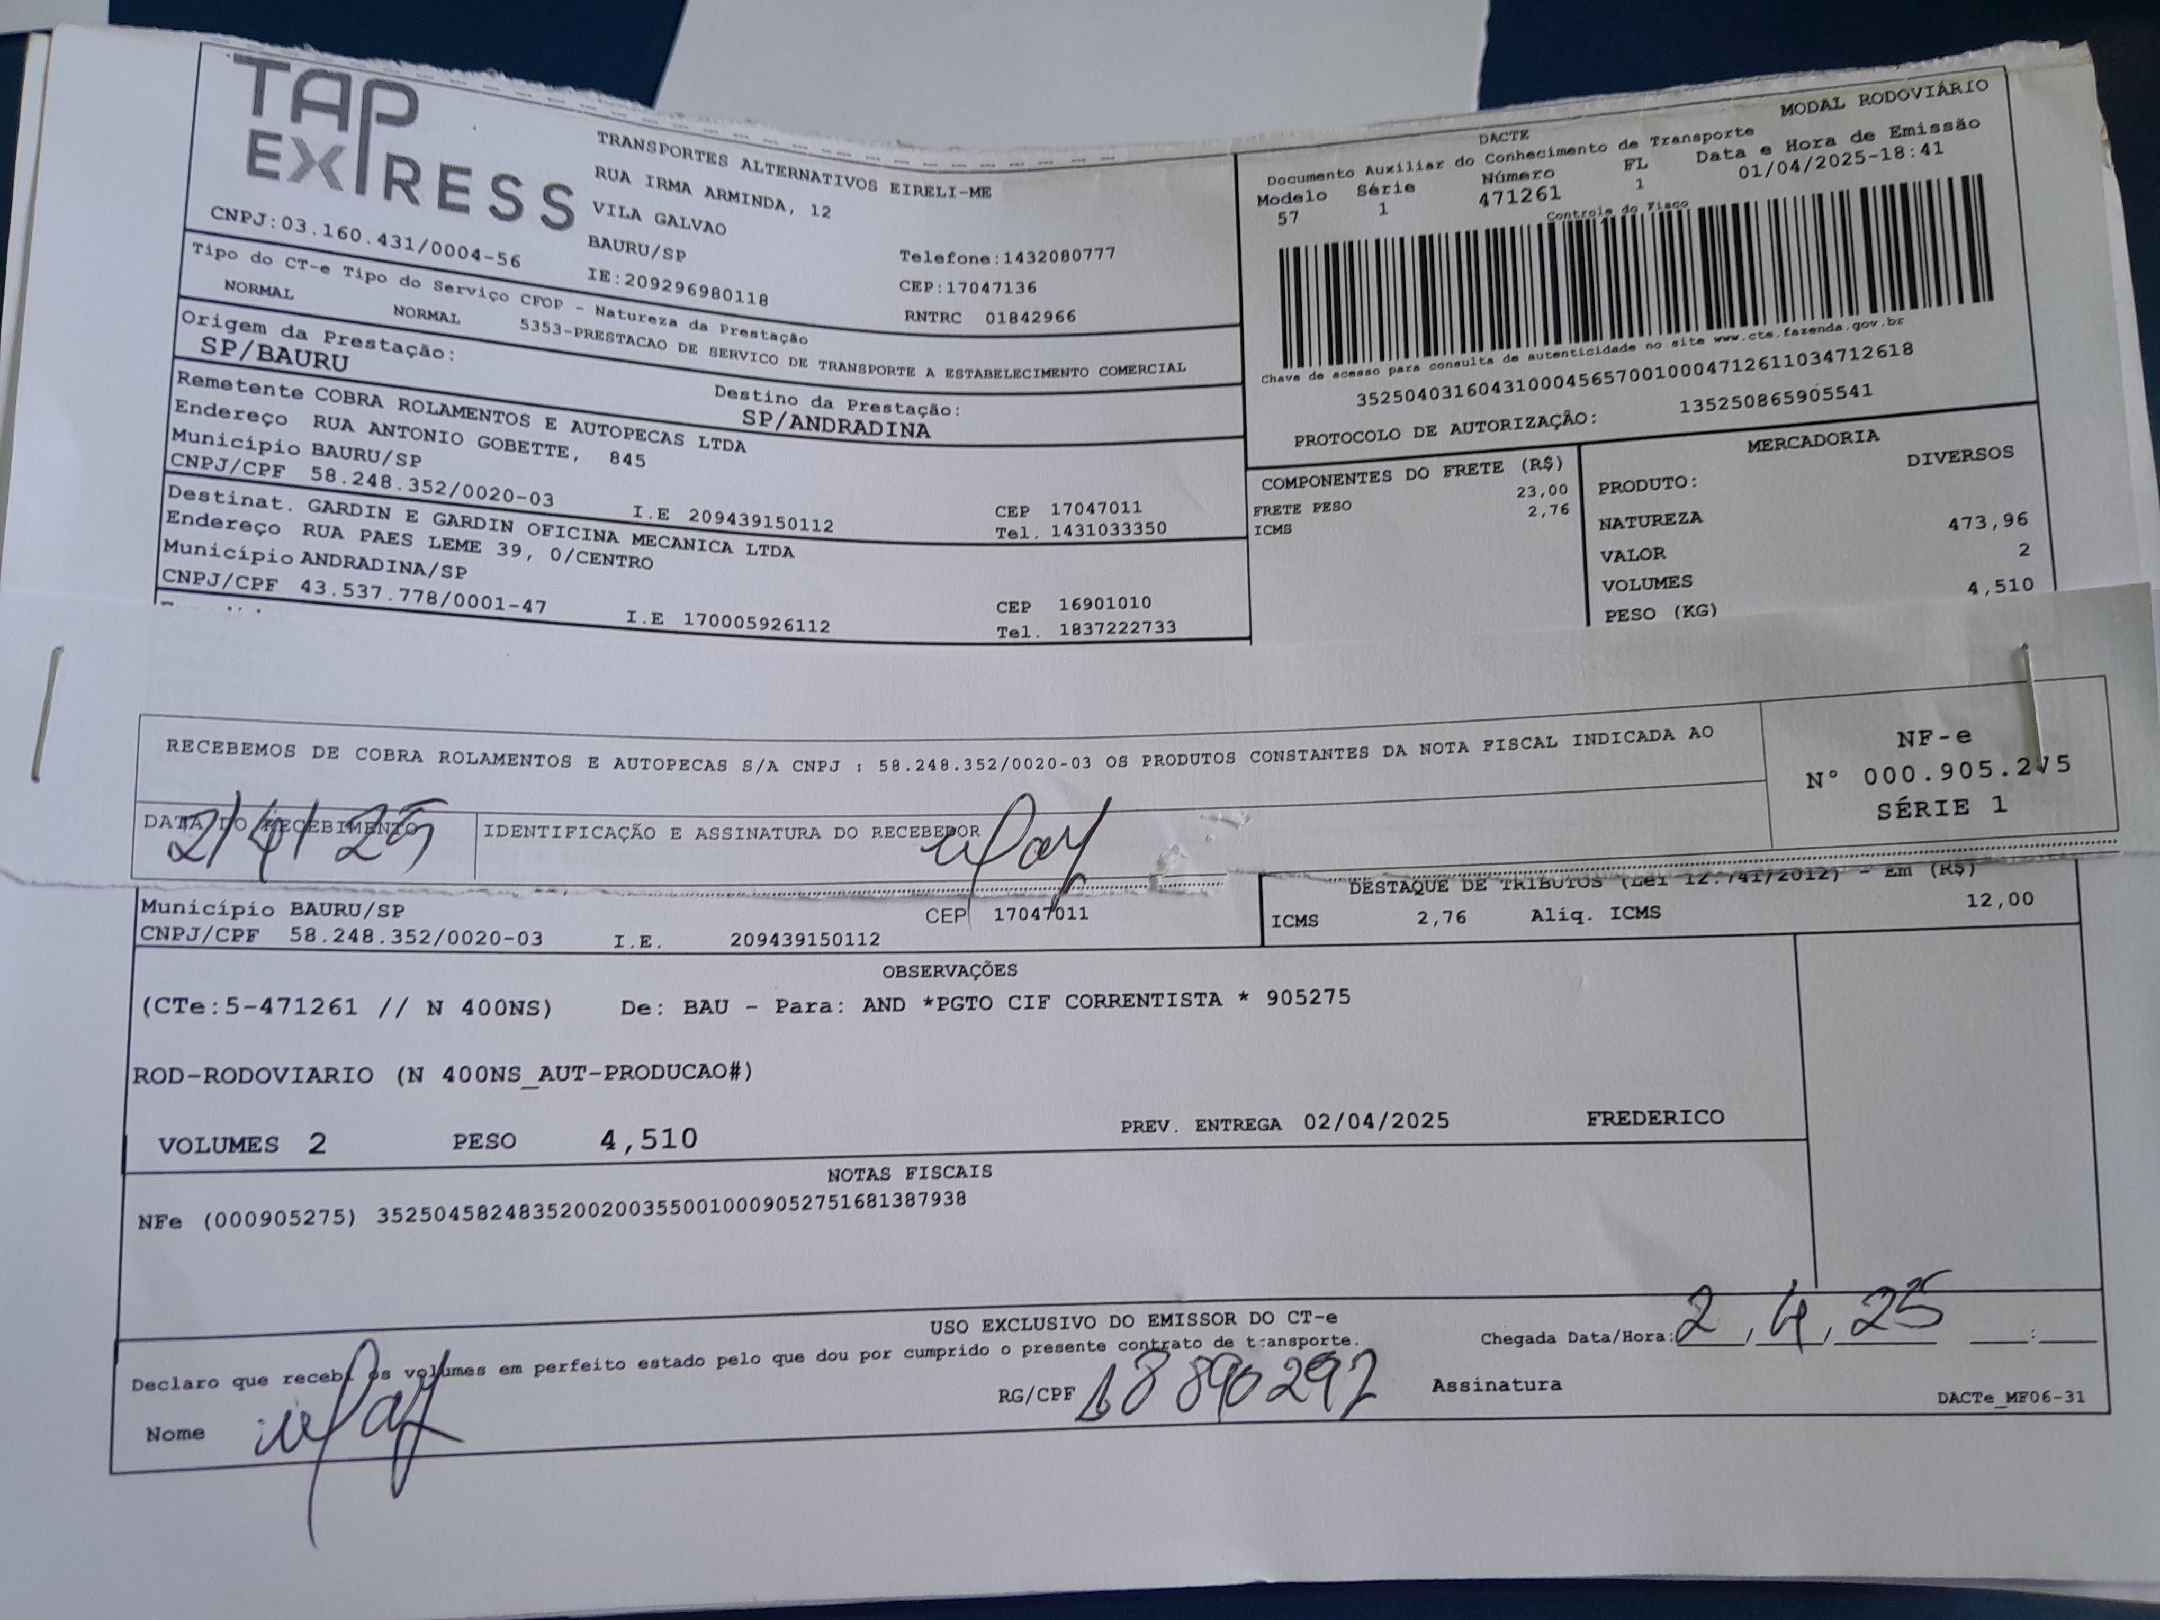 TAP EXPRESS
TRANSPORTES ALTERNATIVOS EIRELI-ME
RUA IRMA ARMINDA, 12
VILA GALVAO
BAURU/SP
CNPJ:03.160.431/0004-56
IE:209296980118
Telefone:1432080777
CEP:17047136
RNTRC 01842966
MODAL RODOVIÁRIO
DACTE
Documento Auxiliar do Conhecimento de Transporte
Modelo Série Número FL Data e Hora de Emissão
57 1 471261 1 01/04/2025-18:41
Controle do Fisco
Chave de acesso para consulta de autenticidade no site www.cte.fazenda.gov.br
35250403160431000456570010004712611034712618
PROTOCOLO DE AUTORIZAÇÃO: 135250865905541
Tipo do CT-e Tipo do Serviço CFOP - Natureza da Prestação
NORMAL NORMAL 5353-PRESTACAO DE SERVICO DE TRANSPORTE A ESTABELECIMENTO COMERCIAL
Origem da Prestação:
SP/BAURU
Destino da Prestação:
SP/ANDRADINA
Remetente COBRA ROLAMENTOS E AUTOPECAS LTDA
Endereço RUA ANTONIO GOBETTE, 845
Município BAURU/SP CEP 17047011
CNPJ/CPF 58.248.352/0020-03 I.E 209439150112 Tel. 1431033350
Destinat. GARDIN E GARDIN OFICINA MECANICA LTDA
Endereço RUA PAES LEME 39, 0/CENTRO
Município ANDRADINA/SP CEP 16901010
CNPJ/CPF 43.537.778/0001-47 I.E 170005926112 Tel. 1837222733
COMPONENTES DO FRETE (R$)
FRETE PESO 23,00
ICMS 2,76
MERCADORIA
PRODUTO: DIVERSOS
NATUREZA
VALOR 473,96
VOLUMES 2
PESO (KG) 4,510
RECEBEMOS DE COBRA ROLAMENTOS E AUTOPECAS S/A CNPJ : 58.248.352/0020-03 OS PRODUTOS CONSTANTES DA NOTA FISCAL INDICADA AO
NF-e
N° 000.905.275
SÉRIE 1
DATA DO RECEBIMENTO
2/4/25
IDENTIFICAÇÃO E ASSINATURA DO RECEBEDOR
DESTAQUE DE TRIBUTOS (Lei 12.741/2012) - Em (R$)
ICMS 2,76 Aliq. ICMS 12,00
Município BAURU/SP CEP 17047011
CNPJ/CPF 58.248.352/0020-03 I.E. 209439150112
OBSERVAÇÕES
(CTe:5-471261 // N 400NS) De: BAU - Para: AND *PGTO CIF CORRENTISTA * 905275
ROD-RODOVIARIO (N 400NS_AUT-PRODUCAO#)
VOLUMES 2 PESO 4,510 PREV. ENTREGA 02/04/2025 FREDERICO
NOTAS FISCAIS
NFe (000905275) 35250458248352002003550010009052751681387938
USO EXCLUSIVO DO EMISSOR DO CT-e
Declaro que recebi os volumes em perfeito estado pelo que dou por cumprido o presente contrato de transporte.
Chegada Data/Hora: 2/4/25 :
Nome
RG/CPF 18890297
Assinatura
DACTe_MF06-31